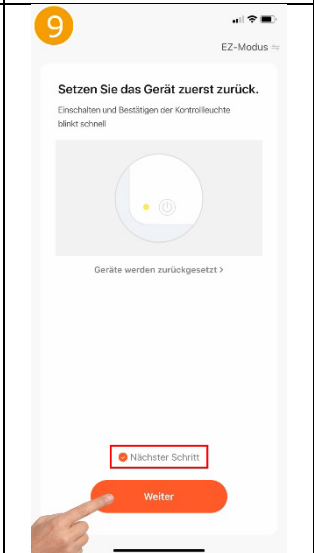 9
EZ-Modus
Setzen Sie das Gerät zuerst zurück.
Einschalten und Bestätigen der Kontrollleuchte
blinkt schnell
Geräte werden zurückgesetzt >
Nächster Schritt
Weiter